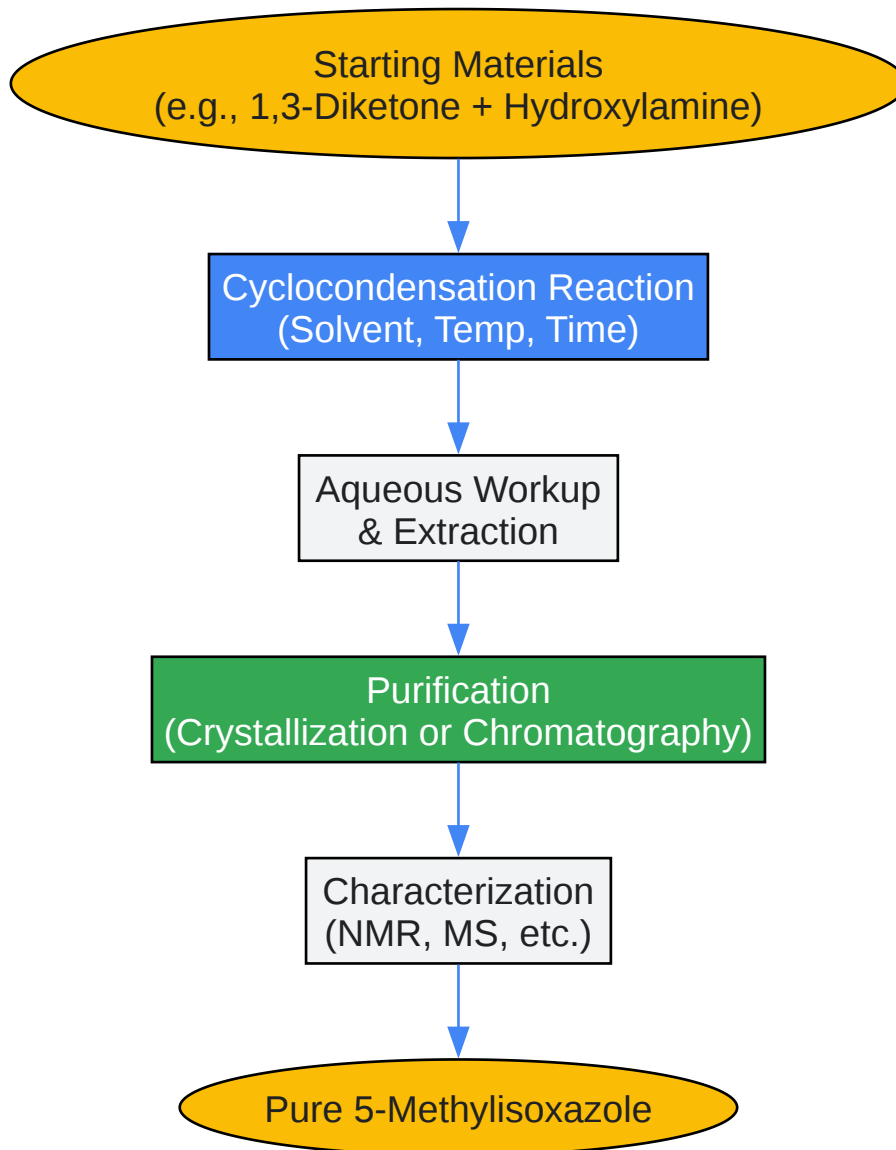 Starting Materials
(e.g., 1,3-Diketone + Hydroxylamine)
Cyclocondensation Reaction
(Solvent, Temp, Time)
Aqueous Workup
& Extraction
Purification
(Crystallization or Chromatography)
Characterization
(NMR, MS, etc.)
Pure 5-Methylisoxazole